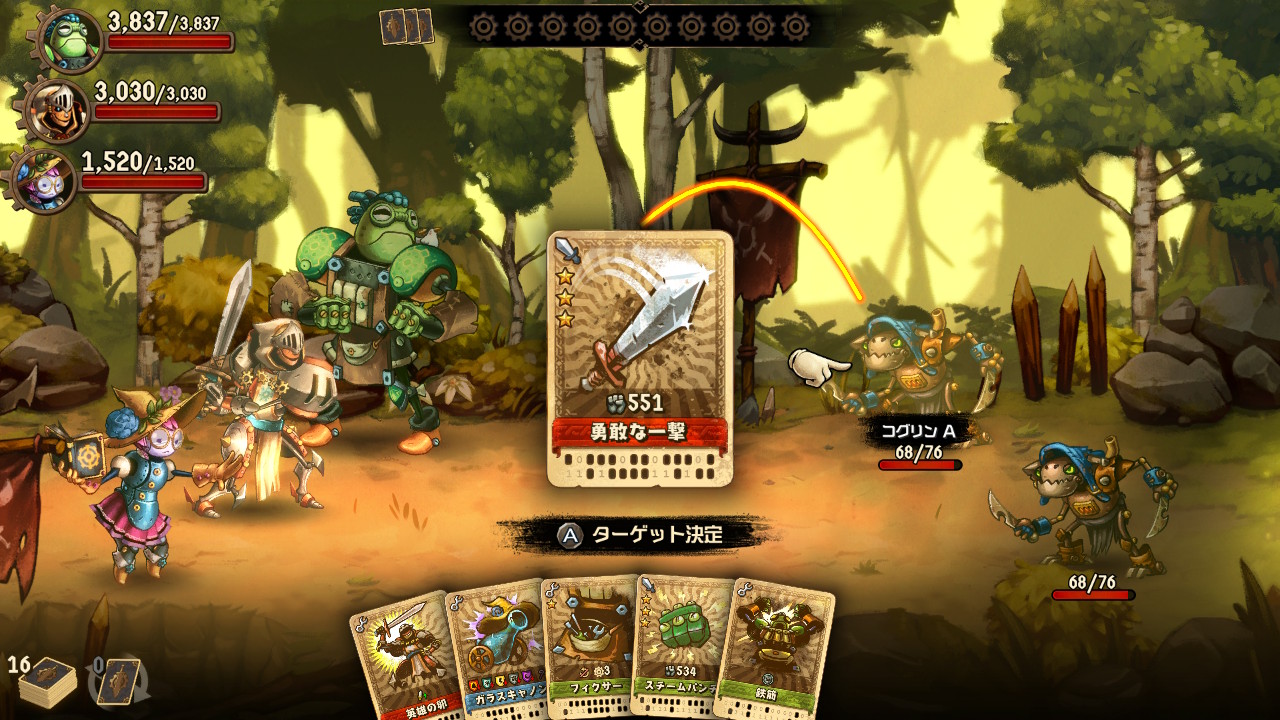 3,837/3,837
3,030/3,030
1,520/1,520
551
勇敢な一撃
コグリン A
68/76
A ターゲット決定
68/76
16
0
英雄の卵
ガラスキャノン
3
フィクサー
534
スチームパンチ
鉄筋